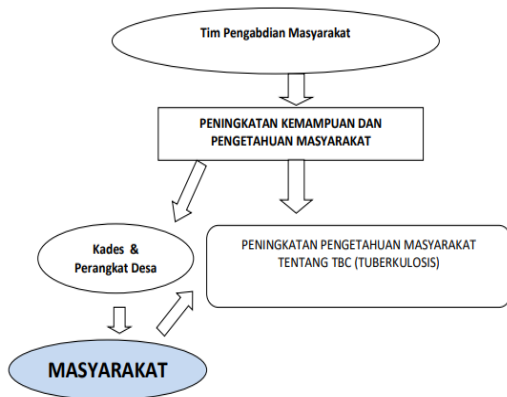 Tim Pengabdian Masyarakat
PENINGKATAN KEMAMPUAN DAN
PENGETAHUAN MASYARAKAT
Kades &
Perangkat Desa
PENINGKATAN PENGETAHUAN MASYARAKAT
TENTANG TBC (TUBERKULOSIS)
MASYARAKAT